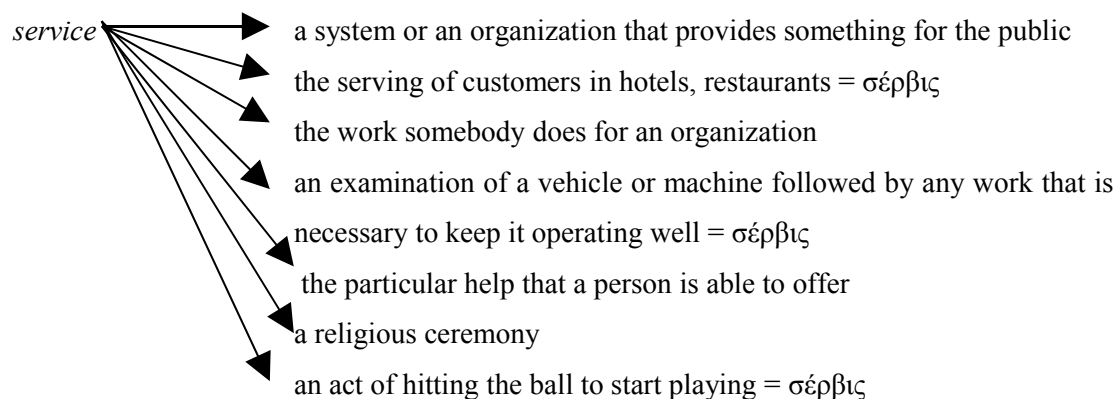 service a system or an organization that provides something for the public
the serving of customers in hotels, restaurants = σέρβις
the work somebody does for an organization
an examination of a vehicle or machine followed by any work that is
necessary to keep it operating well = σέρβις
the particular help that a person is able to offer
a religious ceremony
an act of hitting the ball to start playing = σέρβις